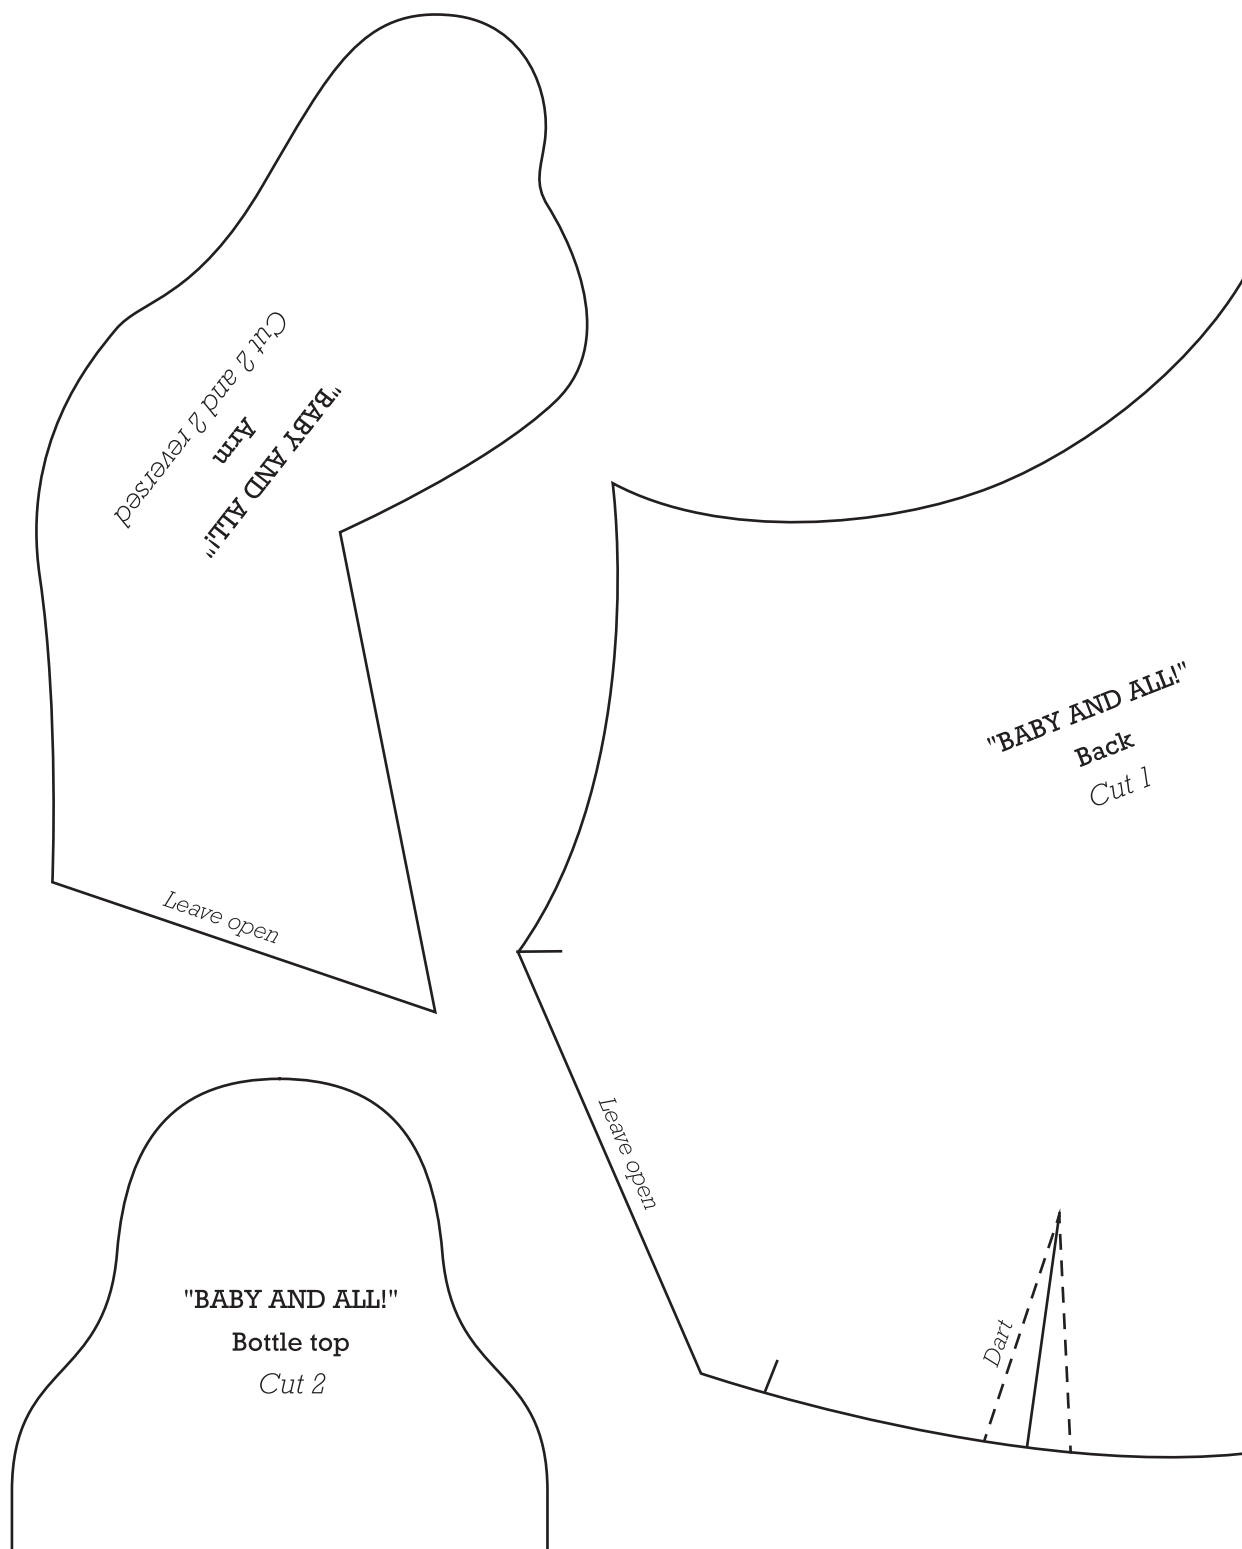 "BABY AND ALL!"
Arm
Cut 2 and 2 reversed
Leave open
"BABY AND ALL!"
Back
Cut 1
Leave open
Dart
"BABY AND ALL!"
Bottle top
Cut 2